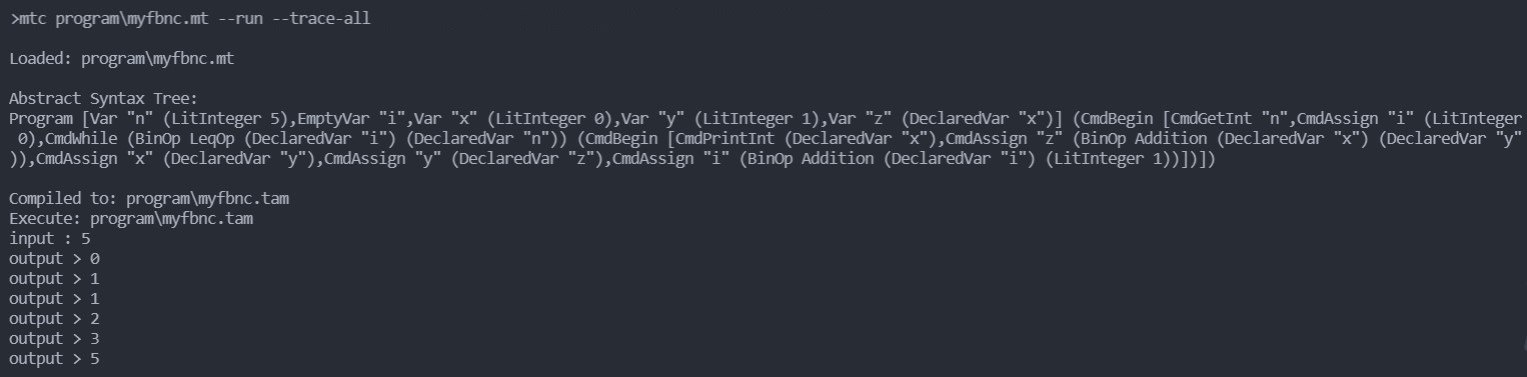 >mtc program\myfbnc.mt --run --trace-all
Loaded: program\myfbnc.mt
Abstract Syntax Tree:
Program [Var "n" (LitInteger 5),EmptyVar "i",Var "x" (LitInteger 0),Var "y" (LitInteger 1),Var "z" (DeclaredVar "x")] (CmdBegin [CmdGetInt "n",CmdAssign "i" (LitInteger
 0),CmdWhile (BinOp LeqOp (DeclaredVar "i") (DeclaredVar "n")) (CmdBegin [CmdPrintInt (DeclaredVar "x"),CmdAssign "z" (BinOp Addition (DeclaredVar "x") (DeclaredVar "y"
)),CmdAssign "x" (DeclaredVar "y"),CmdAssign "y" (DeclaredVar "z"),CmdAssign "i" (BinOp Addition (DeclaredVar "i") (LitInteger 1))])])
Compiled to: program\myfbnc.tam
Execute: program\myfbnc.tam
input : 5
output > 0
output > 1
output > 1
output > 2
output > 3
output > 5